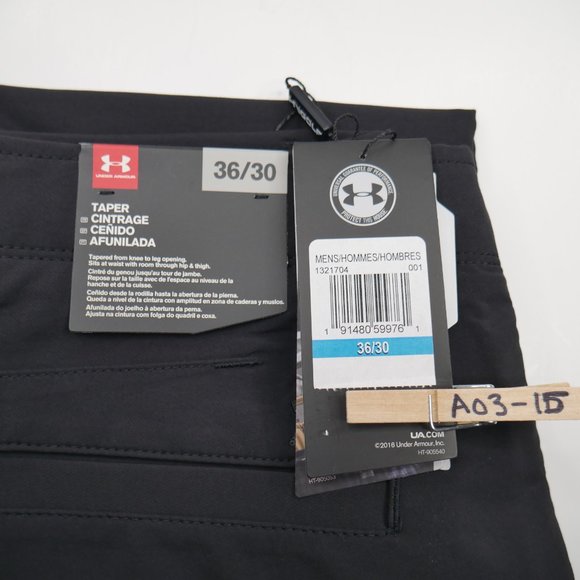 UNDER ARMOUR
36/30
TAPER
CINTRAGE
CEÑIDO
AFUNILADA
Tapered from knee to leg opening.
Sits at waist with room through hip & thigh.
Cintré du genou jusqu'au tour de jambe.
Repose sur la taille avec de l'espace au niveau de la
hanche et de la cuisse.
Ceñido desde la rodilla hasta la abertura de la pierna.
Queda a nivel de la cintura con amplitud en zona de caderas y muslos.
Afunilada do joelho à abertura da perna.
Ajusta na cintura com folga do quadril e coxa.
UNIVERSAL GUARANTEE OF PERFORMANCE
PROTECT THIS HOUSE
MENS/HOMMES/HOMBRES
1321704 001
1 91480 59976 1
36/30
UA.COM
©2018 Under Armour, Inc.
HT-905540
A03-15